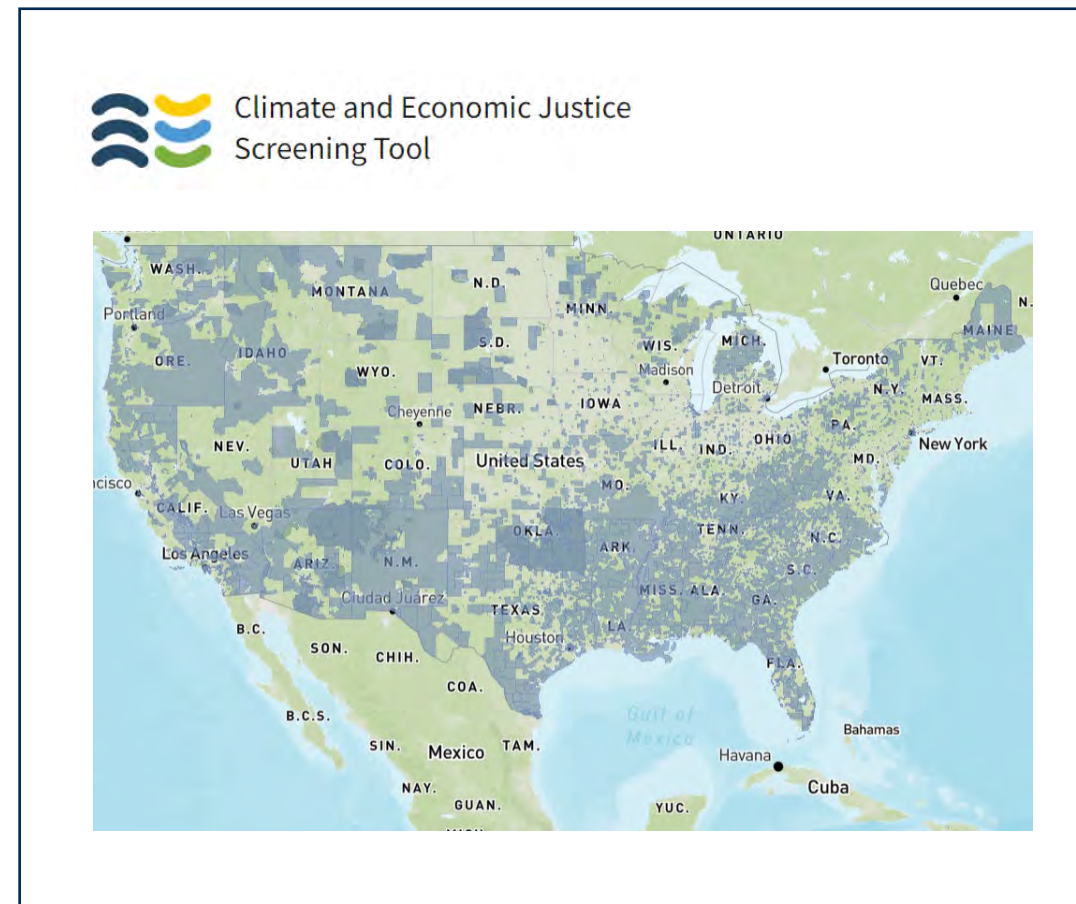 Climate and Economic Justice
Screening Tool
ONTARIO
WASH.
MONTANA
N.D.
MINN.
Quebec
N.
Portland
MAINE
ORE.
IDAHO
S.D.
WIS.
MICH.
Toronto
VT.
WYO.
Madison
Detroit
N.Y.
MASS.
Cheyenne
NEBR.
IOWA
PA.
NEV.
UTAH
COLO.
United States
ILL.
IND.
OHIO
MD.
New York
ncisco
MO.
KY.
VA.
CALIF.
Las Vegas
OKLA.
TENN.
N.C.
Los Angeles
ARIZ.
N.M.
ARK.
S.C.
Ciudad Juárez
MISS.
ALA.
GA.
TEXAS
B.C.
Houston
LA.
SON.
CHIH.
FLA.
COA.
B.C.S.
Gulf of
Mexico
Bahamas
SIN.
Mexico
TAM.
Havana
NAY.
Cuba
GUAN.
YUC.